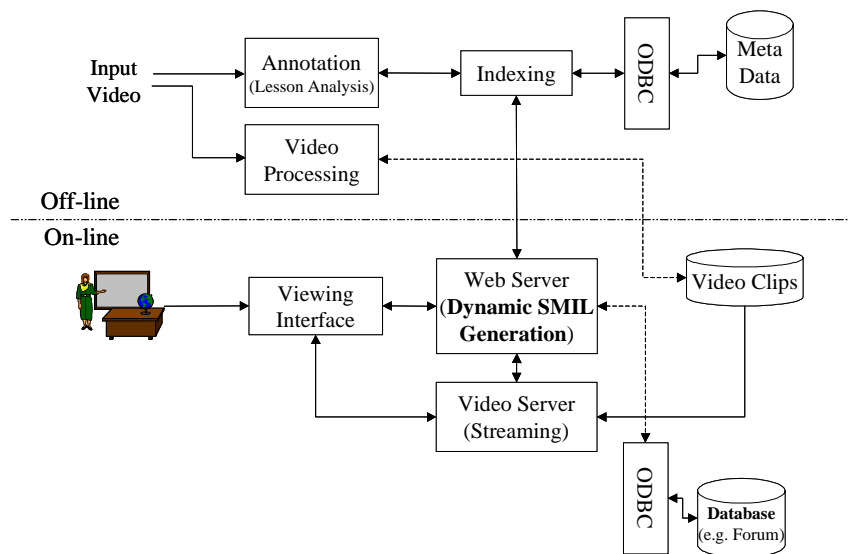 Input
Video
Annotation
(Lesson Analysis)
Indexing
ODBC
Meta
Data
Video
Processing
Off-line
On-line
Viewing
Interface
Web Server
(Dynamic SMIL
Generation)
Video Clips
Video Server
(Streaming)
ODBC
Database
(e.g. Forum)